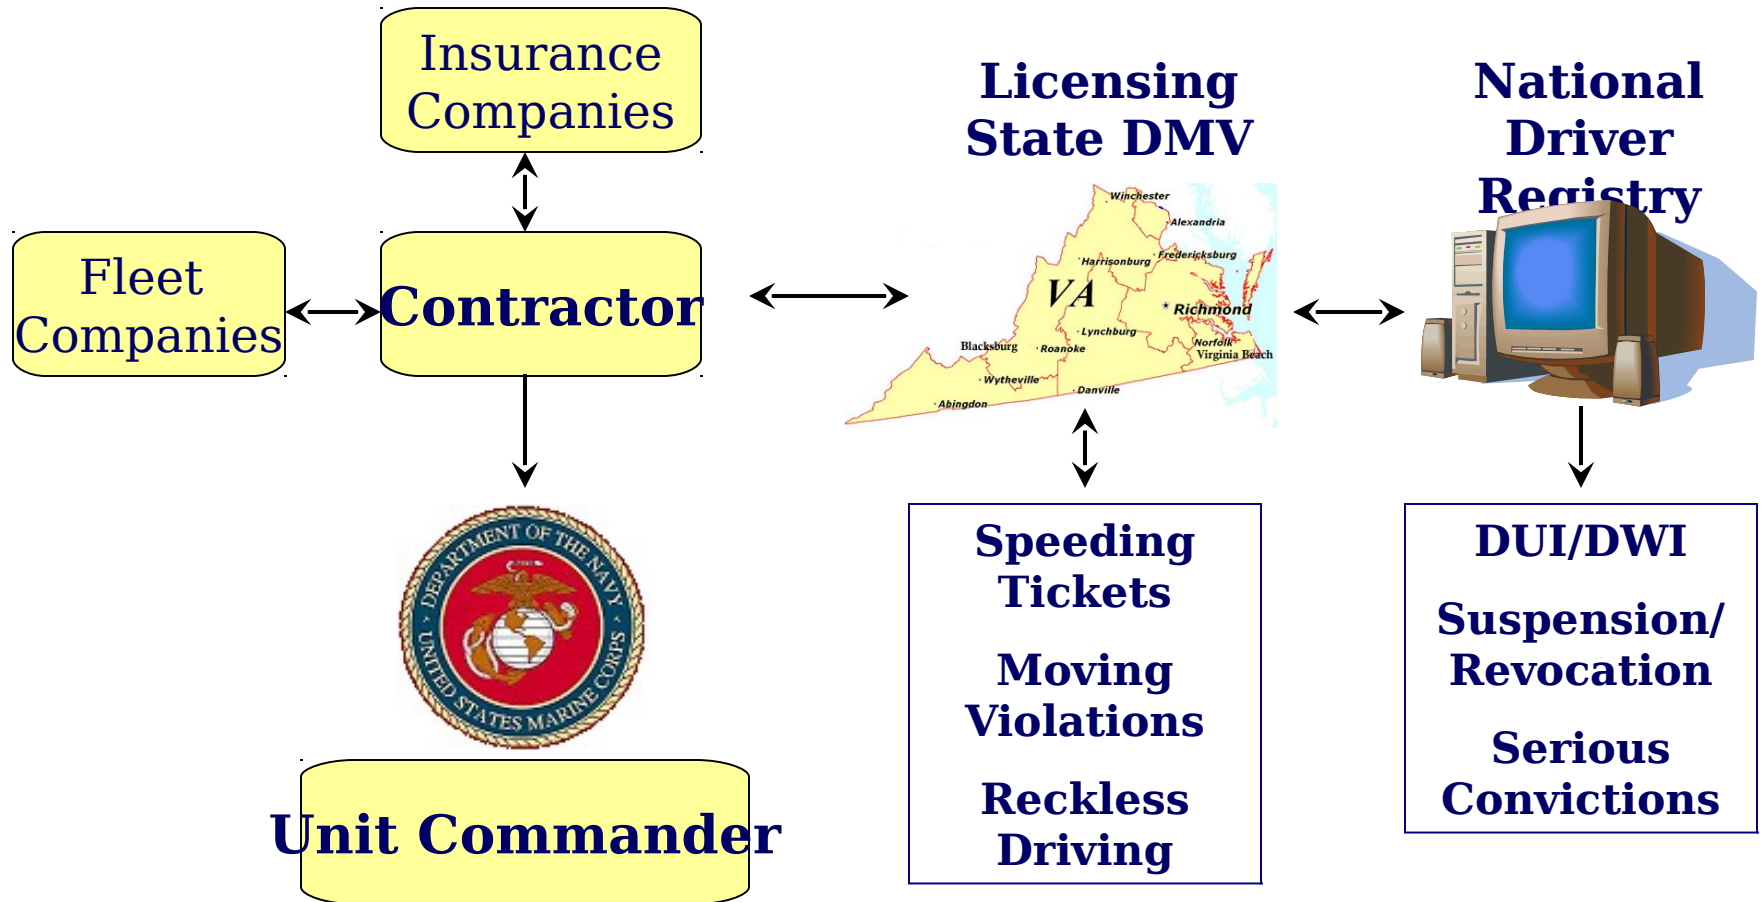 Insurance
Companies
Licensing
State DMV
National
Driver
Registry
Fleet
Companies
Contractor
Winchester
Alexandria
Fredericksburg
Harrisonburg
VA
Richmond
Lynchburg
Blacksburg
Roanoke
Norfolk
Virginia Beach
Wytheville
Danville
Abingdon
DEPARTMENT OF THE NAVY
UNITED STATES MARINE CORPS
Unit Commander
Speeding
Tickets
Moving
Violations
Reckless
Driving
DUI/DWI
Suspension/
Revocation
Serious
Convictions